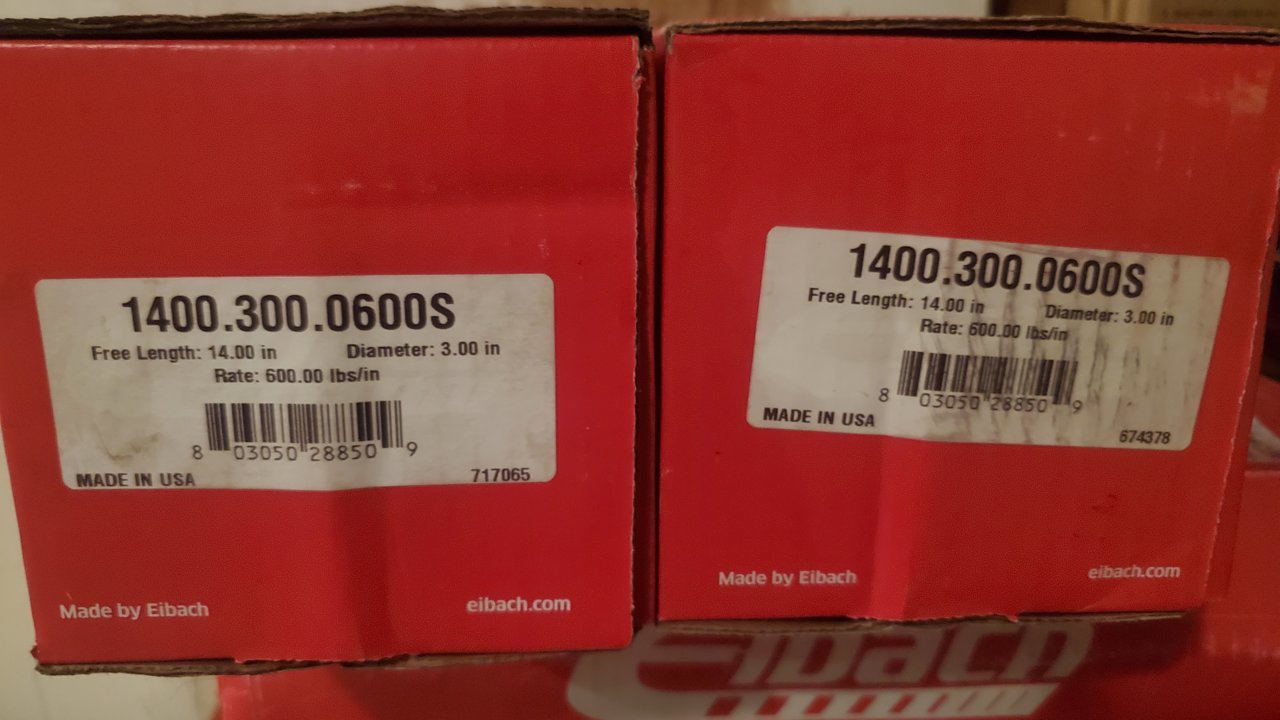 1400.300.0600S
Free Length: 14.00 in Diameter: 3.00 in
Rate: 600.00 lbs/in
8 03050 28850 9
MADE IN USA 717065
Made by Eibach eibach.com
1400.300.0600S
Free Length: 14.00 in Diameter: 3.00 in
Rate: 600.00 lbs/in
8 03050 28850 9
MADE IN USA 674378
Made by Eibach eibach.com
Eibach